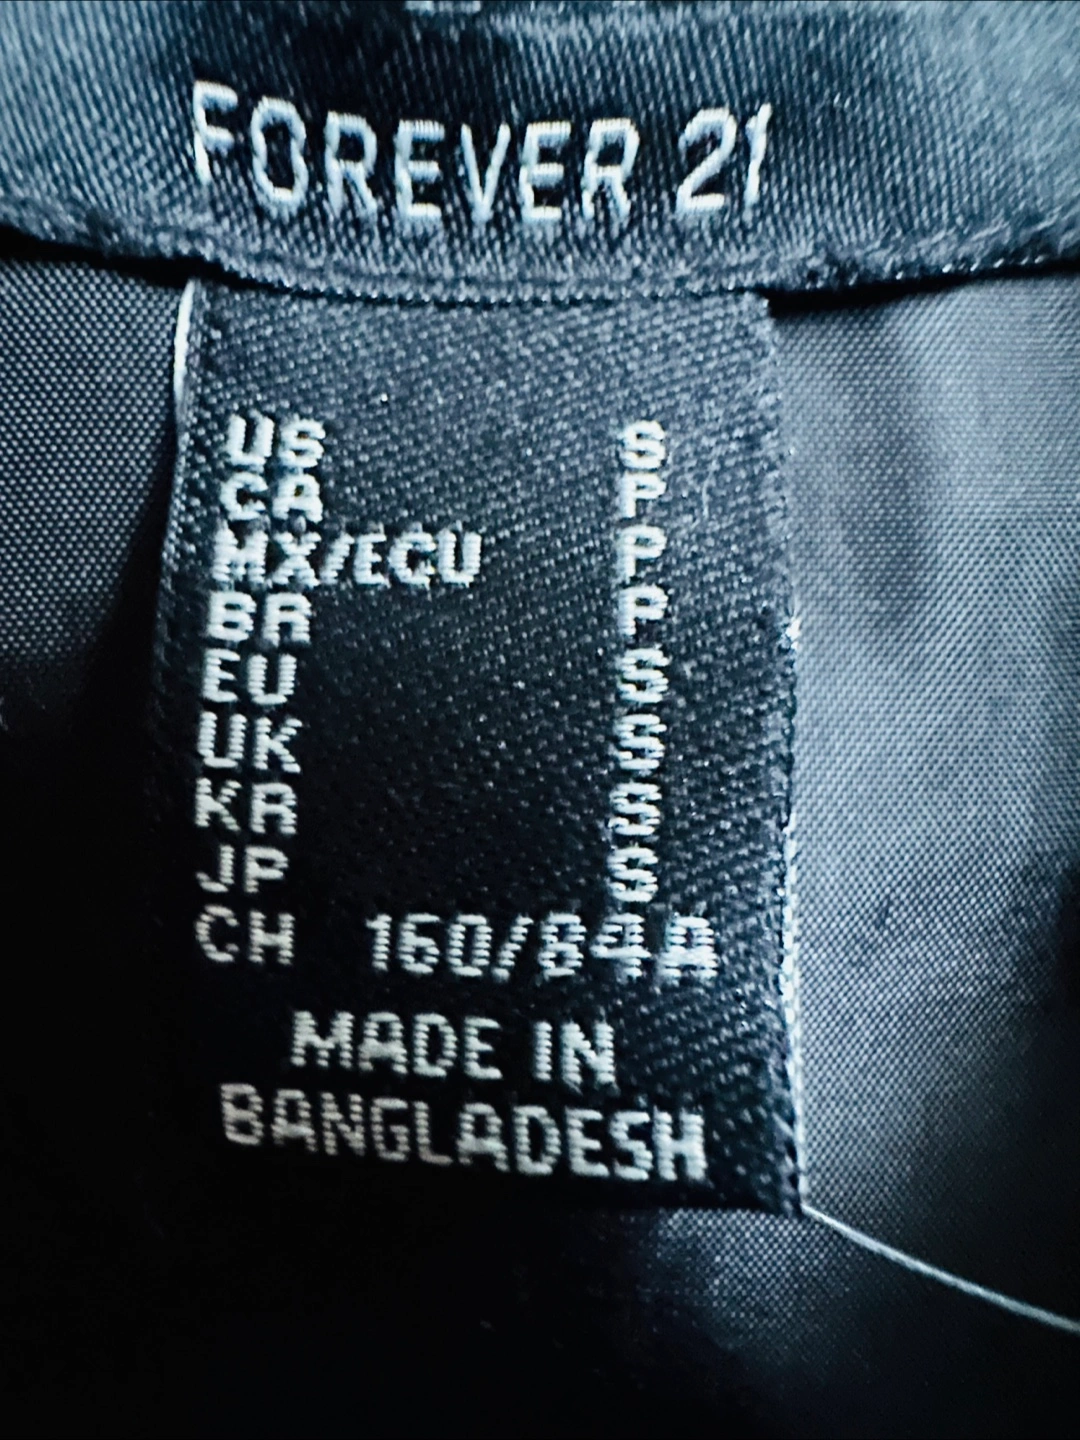 FOREVER 21
US S
CA P
MX/ECU P
BR P
EU S
UK S
KR S
JP S
CH 160/84A
MADE IN
BANGLADESH